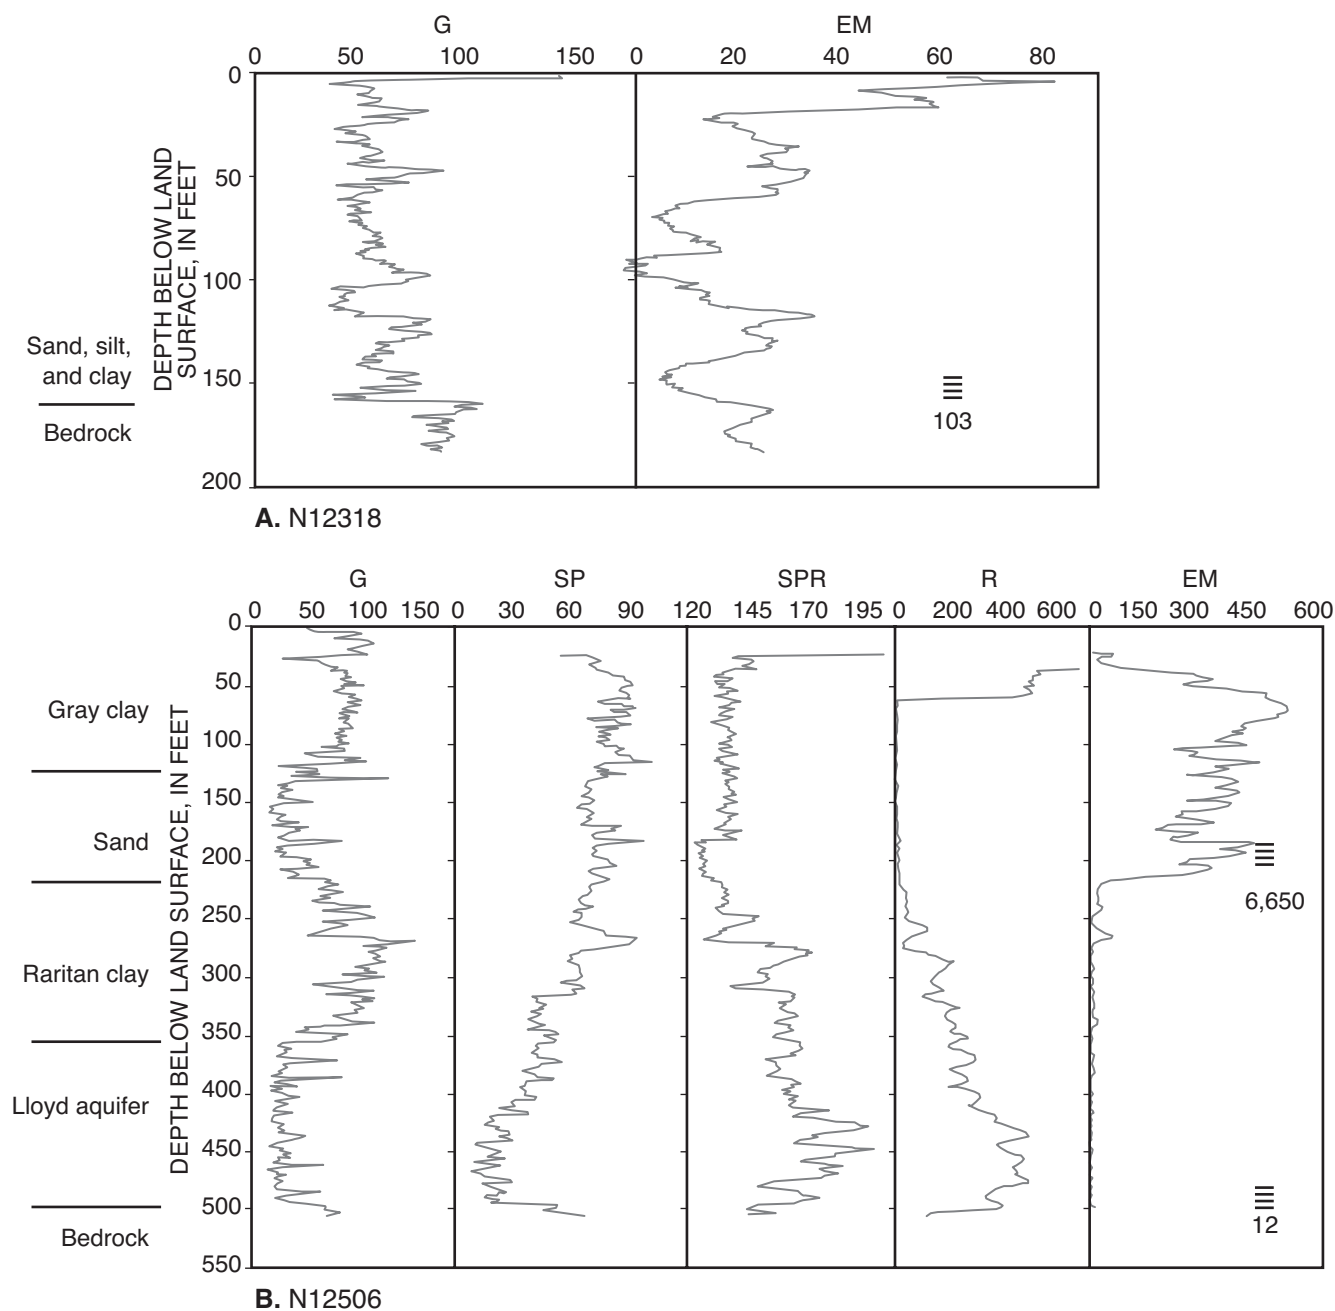 G EM
0 50 100 150 0 20 40 60 80
0
50
100
150
200
DEPTH BELOW LAND
SURFACE, IN FEET
Sand, silt,
and clay
Bedrock
103
A. N12318
G SP SPR R EM
0 50 100 150 0 30 60 90 120 145 170 195 0 200 400 600 0 150 300 450 600
0
50
100
150
200
250
300
350
400
450
500
550
DEPTH BELOW LAND SURFACE, IN FEET
Gray clay
Sand
6,650
Raritan clay
Lloyd aquifer
12
Bedrock
B. N12506